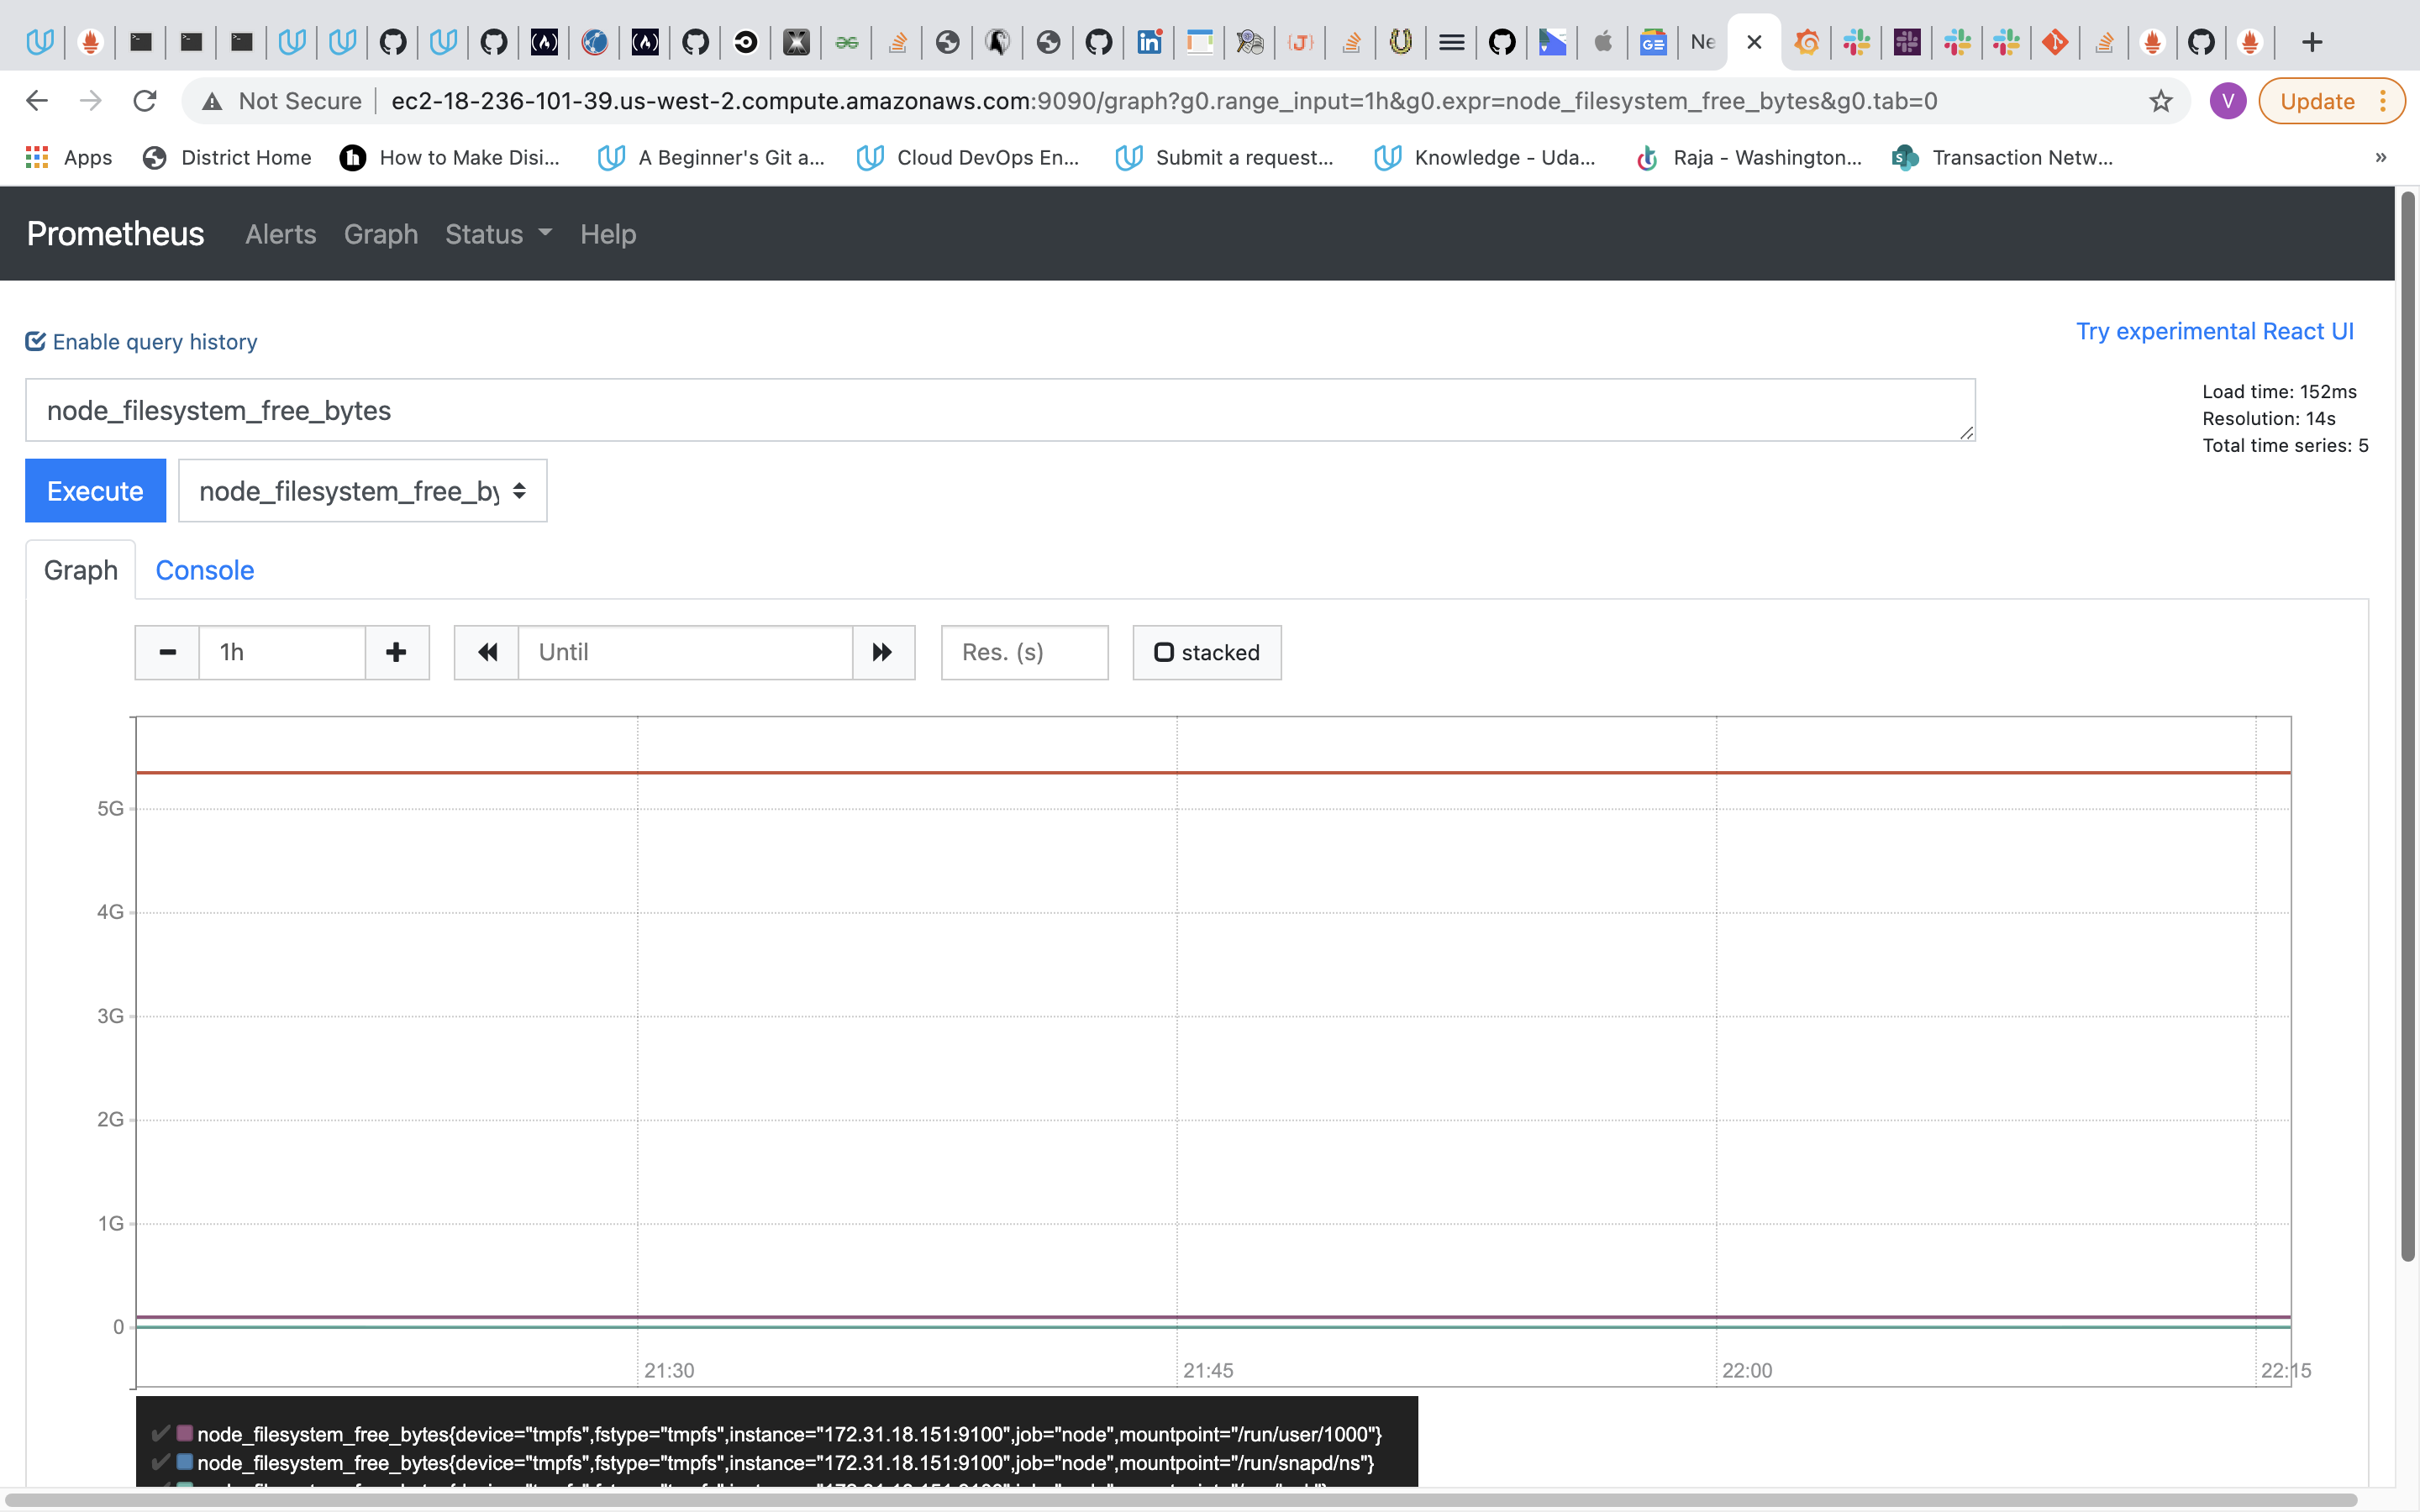 Ne
Not Secure
ec2-18-236-101-39.us-west-2.compute.amazonaws.com:9090/graph?g0.range_input=1h&g0.expr=node_filesystem_free_bytes&g0.tab=0
V
Update
Apps
District Home
How to Make Disi...
A Beginner's Git a...
Cloud DevOps En...
Submit a request...
Knowledge - Uda...
Raja - Washington...
Transaction Netw...
»
Prometheus
Alerts
Graph
Status
Help
Enable query history
Try experimental React UI
node_filesystem_free_bytes
Load time: 152ms
Resolution: 14s
Total time series: 5
Execute
node_filesystem_free_by
Graph
Console
1h
Until
Res. (s)
stacked
5G
4G
3G
2G
1G
0
21:30
21:45
22:00
22:15
node_filesystem_free_bytes{device="tmpfs",fstype="tmpfs",instance="172.31.18.151:9100",job="node",mountpoint="/run/user/1000"}
node_filesystem_free_bytes{device="tmpfs",fstype="tmpfs",instance="172.31.18.151:9100",job="node",mountpoint="/run/snapd/ns"}